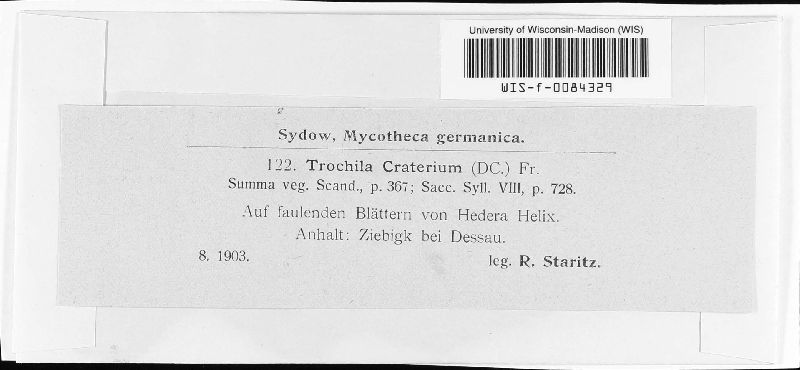 University of Wisconsin-Madison (WIS)
WIS-f-0084329
Sydow, Mycotheca germanica.
122. Trochila Craterium (DC.) Fr.
Summa veg. Scand., p. 367; Sacc. Syll. VIII, p. 728.
Auf faulenden Blättern von Hedera Helix.
Anhalt: Ziebigk bei Dessau.
8. 1903. leg. R. Staritz.